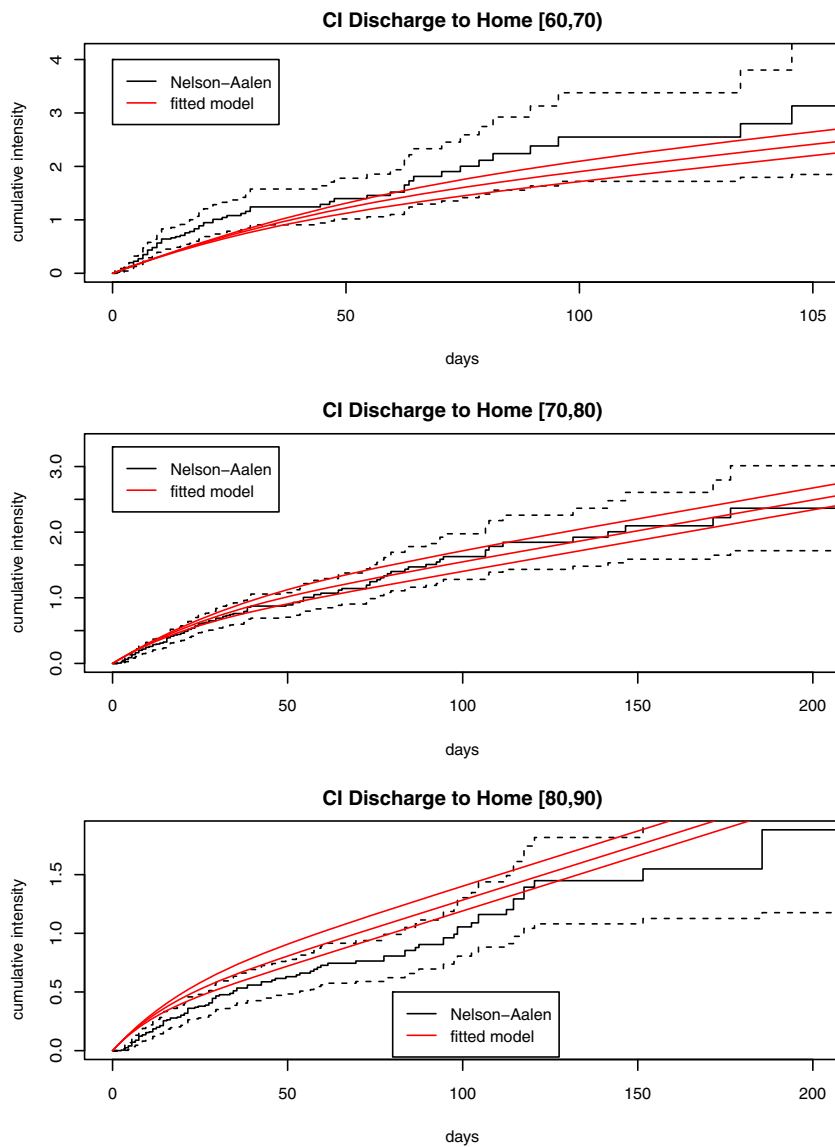 CI Discharge to Home [60,70)
cumulative intensity
4
3
2
1
0
Nelson−Aalen
fitted model
0
50
100
105
days
CI Discharge to Home [70,80)
cumulative intensity
3.0
2.0
1.0
0.0
Nelson−Aalen
fitted model
0
50
100
150
200
days
CI Discharge to Home [80,90)
cumulative intensity
1.5
1.0
0.5
0.0
Nelson−Aalen
fitted model
0
50
100
150
200
days